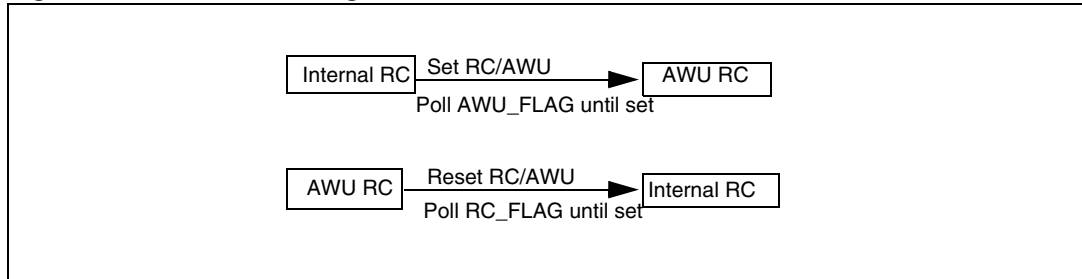 Internal RC
Set RC/AWU
AWU RC
Poll AWU_FLAG until set
AWU RC
Reset RC/AWU
Internal RC
Poll RC_FLAG until set